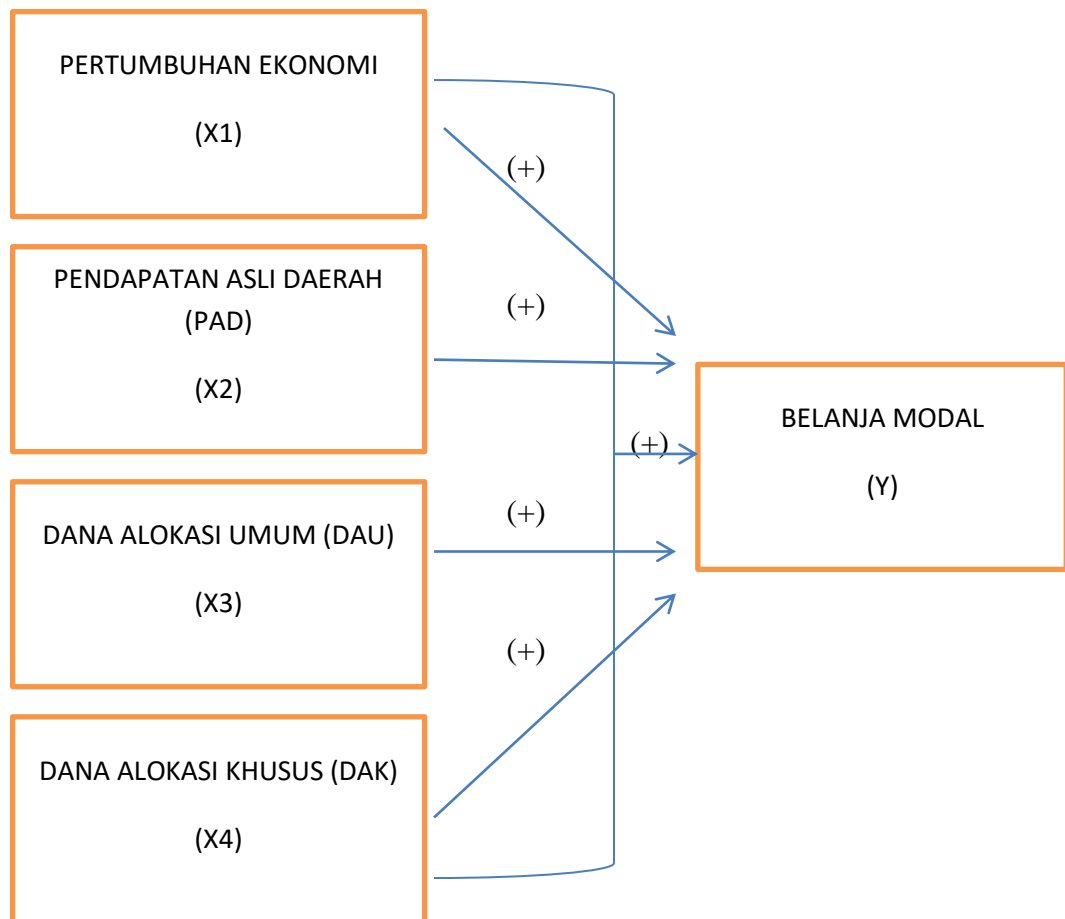 PERTUMBUHAN EKONOMI
(X1)
(+)
PENDAPATAN ASLI DAERAH
(PAD)
(X2)
(+)
BELANJA MODAL
(Y)
(+)
DANA ALOKASI UMUM (DAU)
(X3)
(+)
DANA ALOKASI KHUSUS (DAK)
(X4)
(+)